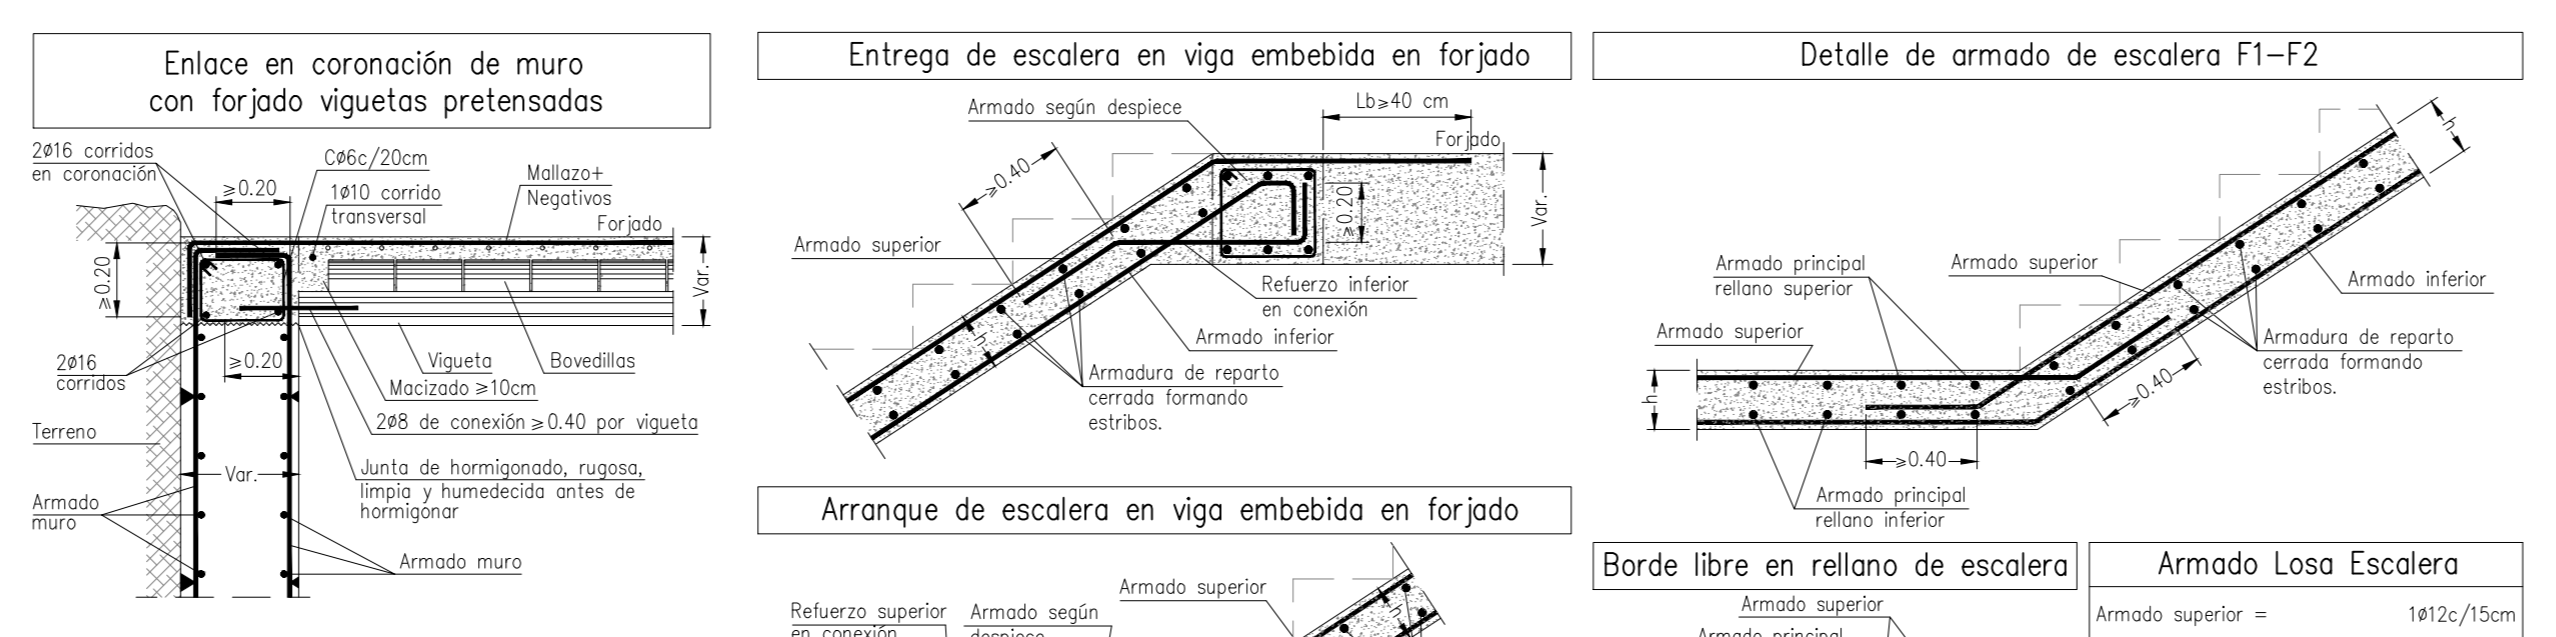 Enlace en coronación de muro
con forjado viguetas pretensadas
2ø16 corridos
en coronación
Cø6c/20cm
≥0.20
1ø10 corrido
transversal
Mallazo+
Negativos
Forjado
≥0.20
Var.
2ø16
corridos
≥0.20
Vigueta
Bovedillas
Macizado ≥10cm
2ø8 de conexión ≥0.40 por vigueta
Terreno
Var.
Junta de hormigonado, rugosa,
limpia y humedecida antes de
hormigonar
Armado
muro
Armado muro
Entrega de escalera en viga embebida en forjado
Armado según despiece
Lb≥40 cm
Forjado
≥0.40
≥0.20
Var.
Armado superior
Refuerzo inferior
en conexión
h
Armado inferior
Armadura de reparto
cerrada formando
estribos.
Arranque de escalera en viga embebida en forjado
Armado superior
h
Refuerzo superior
en conexión
Armado según
despiece
Detalle de armado de escalera F1-F2
h
Armado principal
rellano superior
Armado superior
Armado inferior
Armado superior
Armadura de reparto
cerrada formando
estribos.
h
≥0.40
≥0.40
Armado principal
rellano inferior
Borde libre en rellano de escalera
Armado superior
Armado principal
Armado Losa Escalera
Armado superior = 1ø12c/15cm